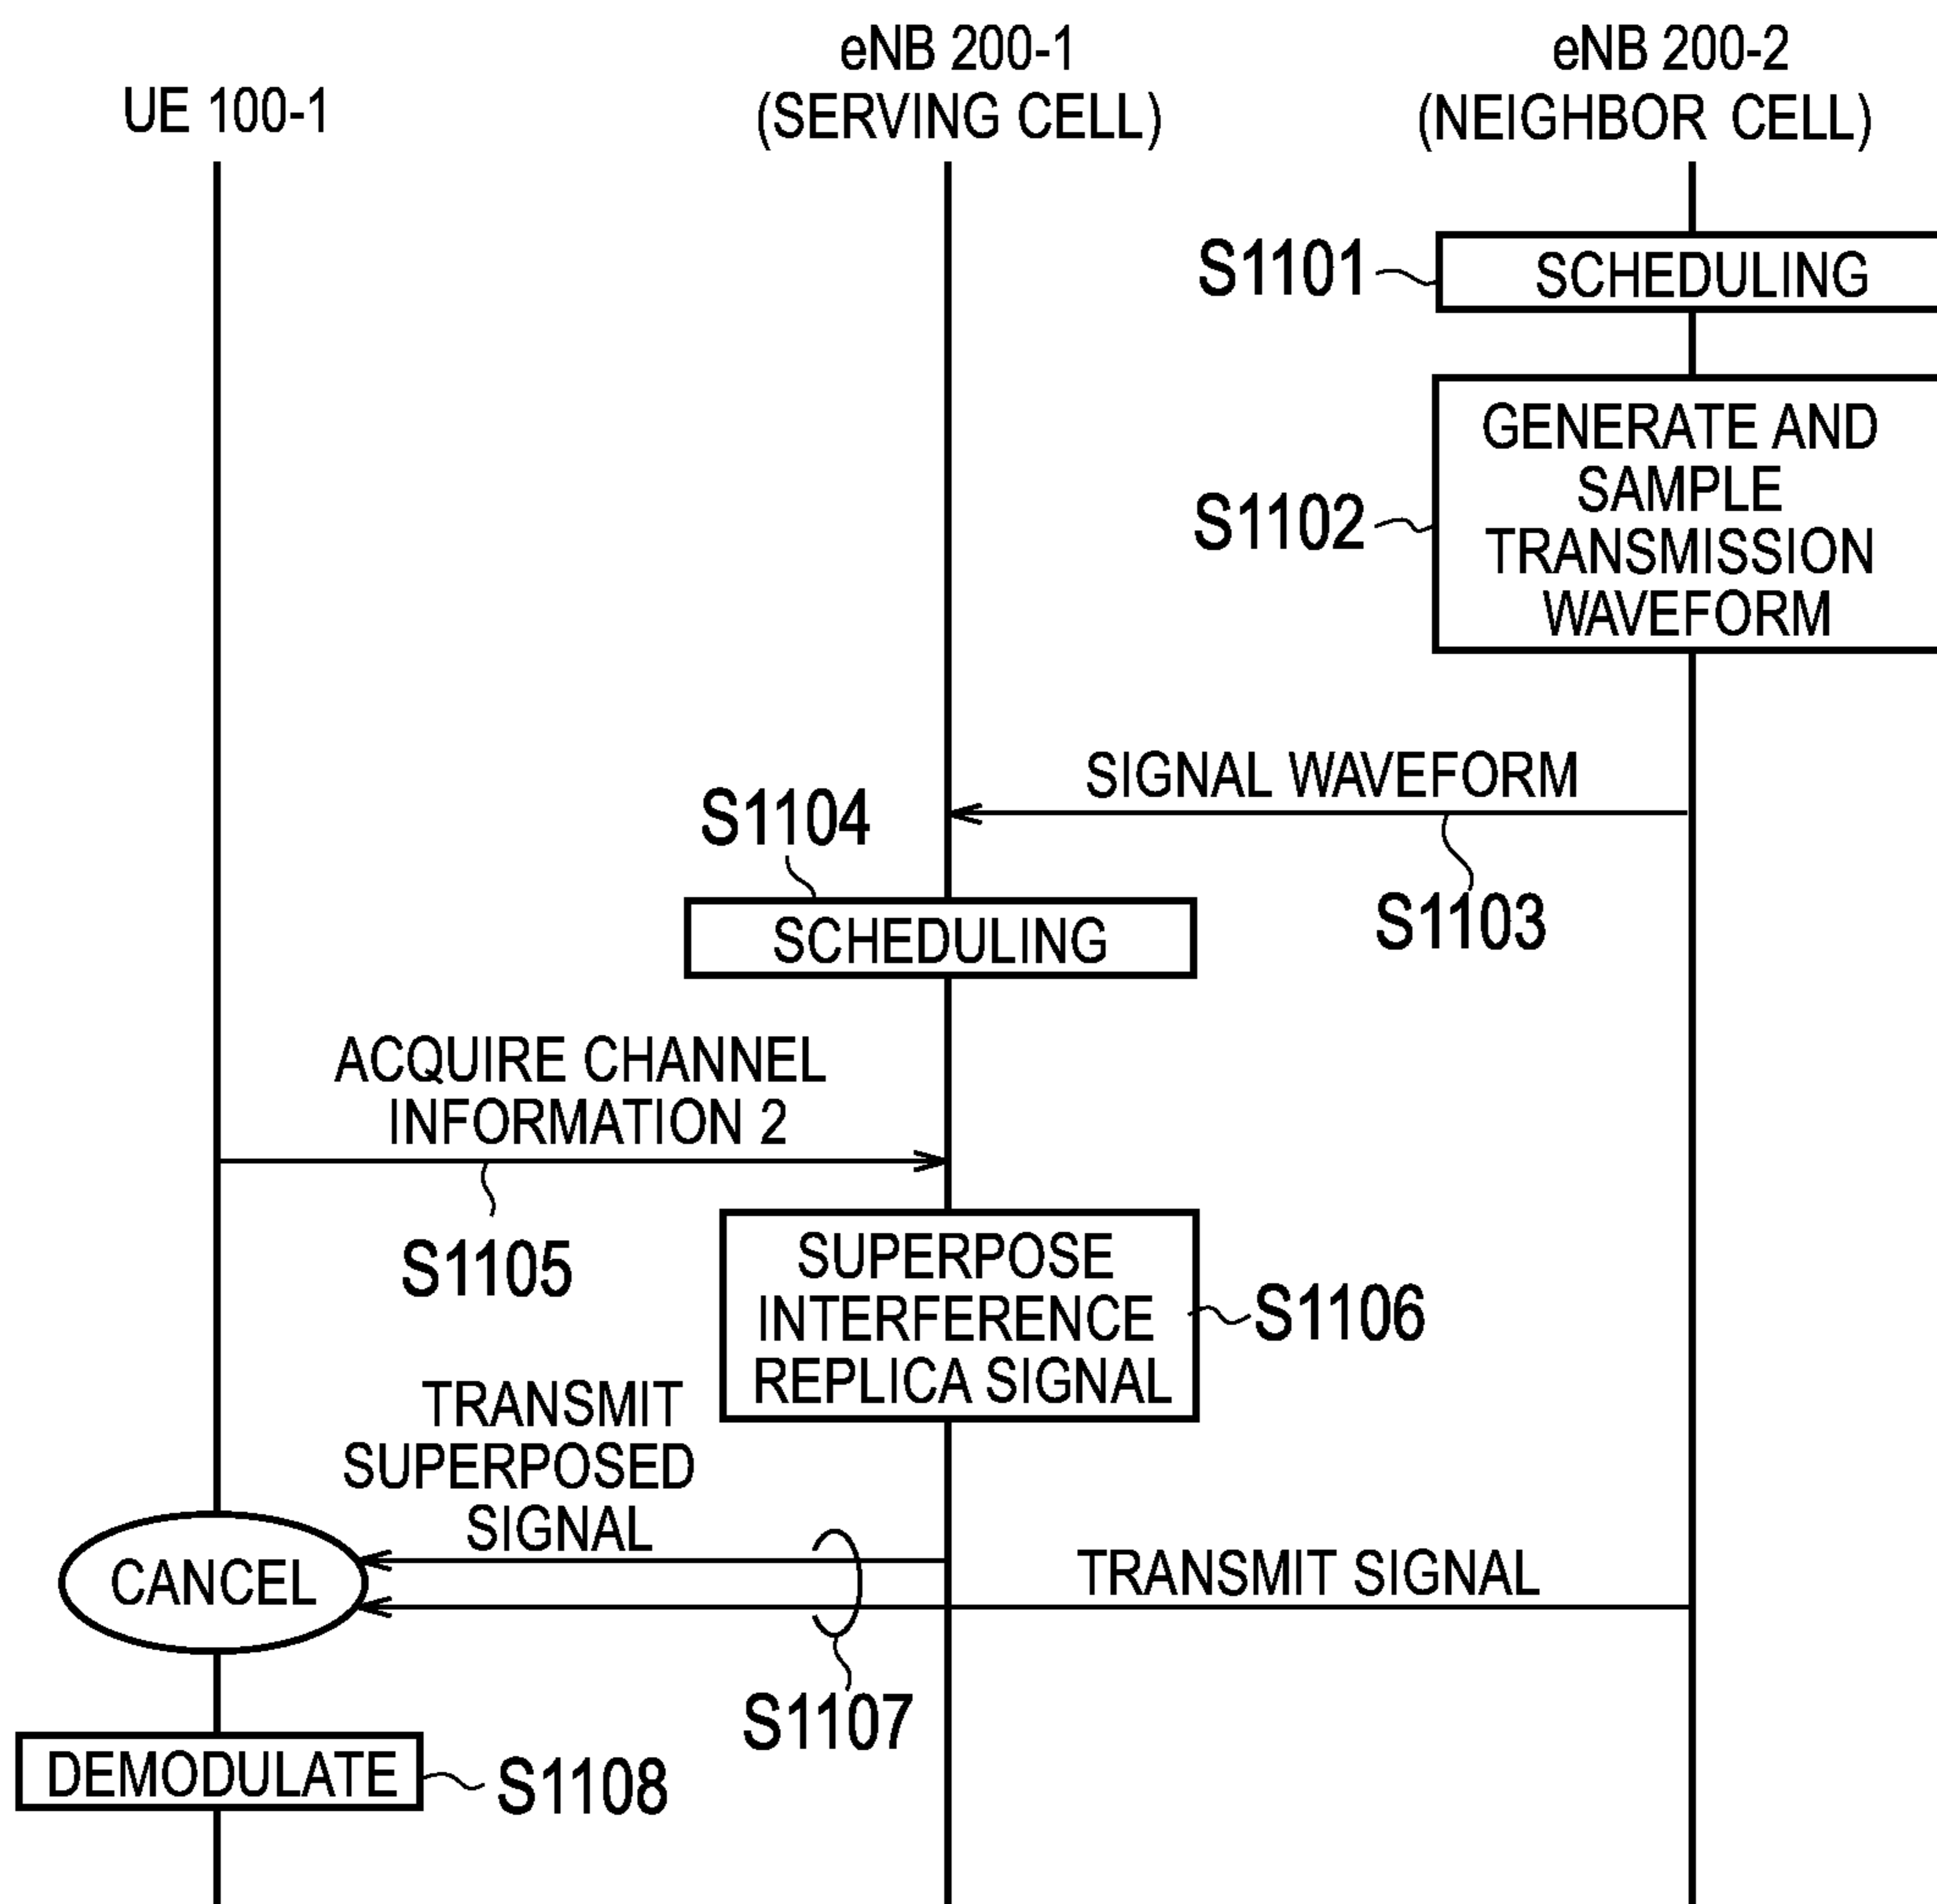 UE 100-1
eNB 200-1
(SERVING CELL)
eNB 200-2
(NEIGHBOR CELL)
S1101
SCHEDULING
S1102
GENERATE AND
SAMPLE
TRANSMISSION
WAVEFORM
SIGNAL WAVEFORM
S1103
S1104
SCHEDULING
ACQUIRE CHANNEL
INFORMATION 2
S1105
SUPERPOSE
INTERFERENCE
REPLICA SIGNAL
S1106
TRANSMIT
SUPERPOSED
SIGNAL
TRANSMIT SIGNAL
CANCEL
S1107
DEMODULATE
S1108